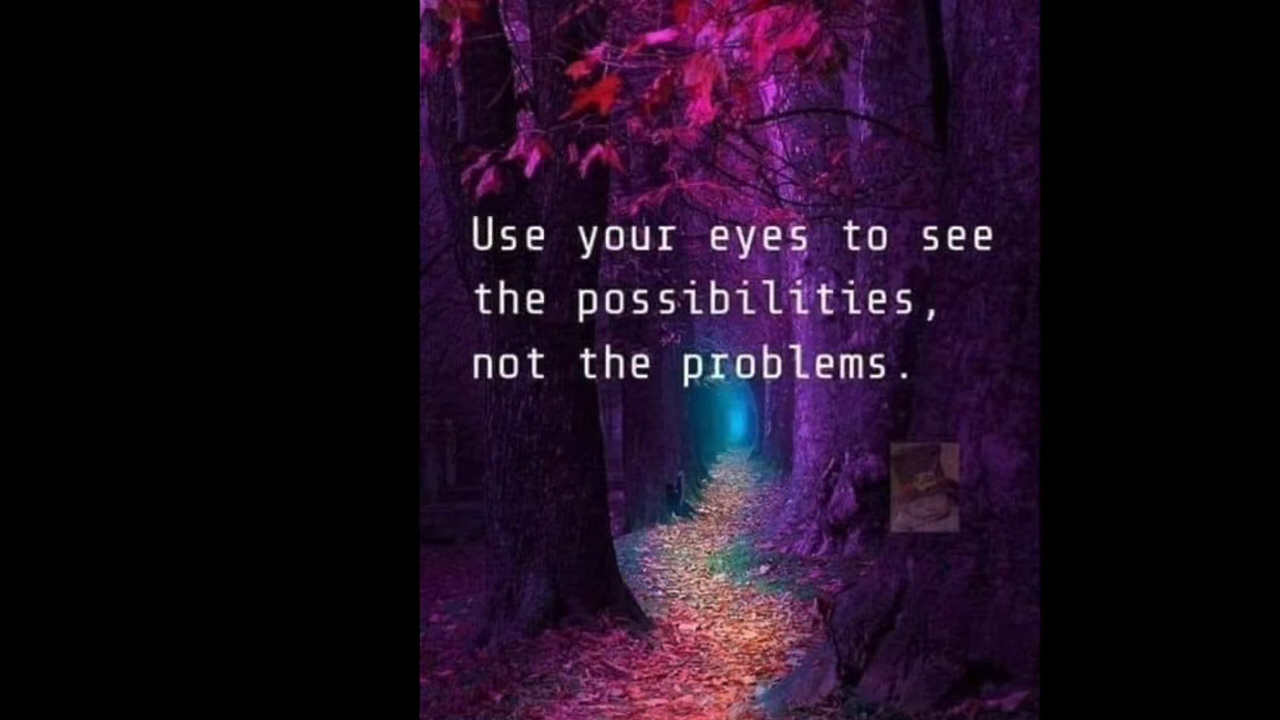 Use your eyes to see
the possibilities,
not the problems.